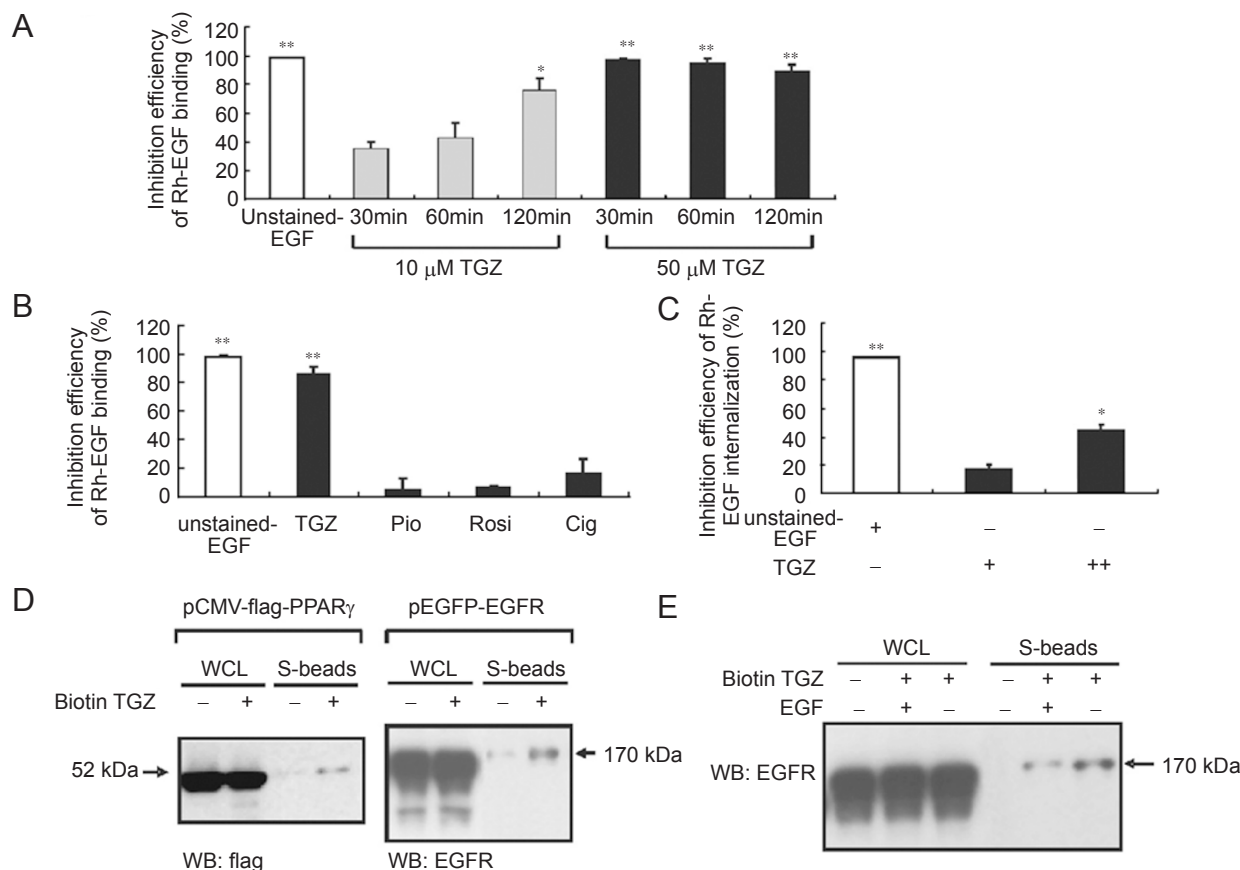 A
Inhibition efficiency
of Rh-EGF binding (%)
120
100
80
60
40
20
0
** * ** ** **
Unstained-
EGF
30min 60min 120min 30min 60min 120min
10 μM TGZ 50 μM TGZ
B
Inhibition efficiency
of Rh-EGF binding (%)
120
100
80
60
40
20
0
** **
unstained-
EGF
TGZ Pio Rosi Cig
C
Inhibition efficiency of Rh-
EGF internalization (%)
120
100
80
60
40
20
0
** *
unstained-
EGF
+ – –
TGZ – + ++
D
pCMV-flag-PPARγ pEGFP-EGFR
WCL S-beads WCL S-beads
Biotin TGZ – + – + – + – +
52 kDa 170 kDa
WB: flag WB: EGFR
E
WCL S-beads
Biotin TGZ – + + – + +
EGF – + – – + –
WB: EGFR 170 kDa